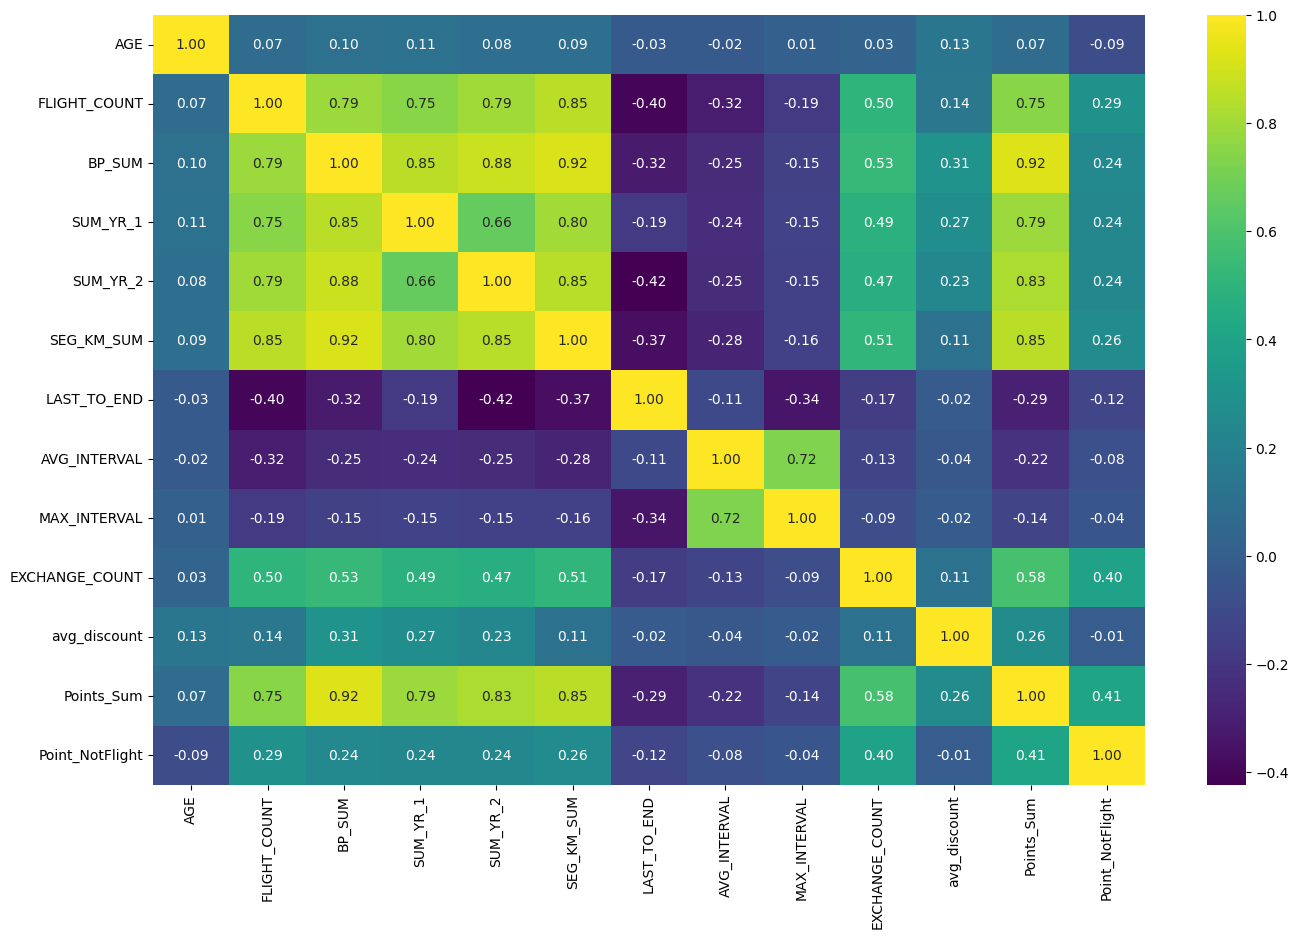 AGE 1.00 0.07 0.10 0.11 0.08 0.09 -0.03 -0.02 0.01 0.03 0.13 0.07 -0.09
FLIGHT_COUNT 0.07 1.00 0.79 0.75 0.79 0.85 -0.40 -0.32 -0.19 0.50 0.14 0.75 0.29
BP_SUM 0.10 0.79 1.00 0.85 0.88 0.92 -0.32 -0.25 -0.15 0.53 0.31 0.92 0.24
SUM_YR_1 0.11 0.75 0.85 1.00 0.66 0.80 -0.19 -0.24 -0.15 0.49 0.27 0.79 0.24
SUM_YR_2 0.08 0.79 0.88 0.66 1.00 0.85 -0.42 -0.25 -0.15 0.47 0.23 0.83 0.24
SEG_KM_SUM 0.09 0.85 0.92 0.80 0.85 1.00 -0.37 -0.28 -0.16 0.51 0.11 0.85 0.26
LAST_TO_END -0.03 -0.40 -0.32 -0.19 -0.42 -0.37 1.00 -0.11 -0.34 -0.17 -0.02 -0.29 -0.12
AVG_INTERVAL -0.02 -0.32 -0.25 -0.24 -0.25 -0.28 -0.11 1.00 0.72 -0.13 -0.04 -0.22 -0.08
MAX_INTERVAL 0.01 -0.19 -0.15 -0.15 -0.15 -0.16 -0.34 0.72 1.00 -0.09 -0.02 -0.14 -0.04
EXCHANGE_COUNT 0.03 0.50 0.53 0.49 0.47 0.51 -0.17 -0.13 -0.09 1.00 0.11 0.58 0.40
avg_discount 0.13 0.14 0.31 0.27 0.23 0.11 -0.02 -0.04 -0.02 0.11 1.00 0.26 -0.01
Points_Sum 0.07 0.75 0.92 0.79 0.83 0.85 -0.29 -0.22 -0.14 0.58 0.26 1.00 0.41
Point_NotFlight -0.09 0.29 0.24 0.24 0.24 0.26 -0.12 -0.08 -0.04 0.40 -0.01 0.41 1.00
AGE
FLIGHT_COUNT
BP_SUM
SUM_YR_1
SUM_YR_2
SEG_KM_SUM
LAST_TO_END
AVG_INTERVAL
MAX_INTERVAL
EXCHANGE_COUNT
avg_discount
Points_Sum
Point_NotFlight
1.0
0.8
0.6
0.4
0.2
0.0
−0.2
−0.4